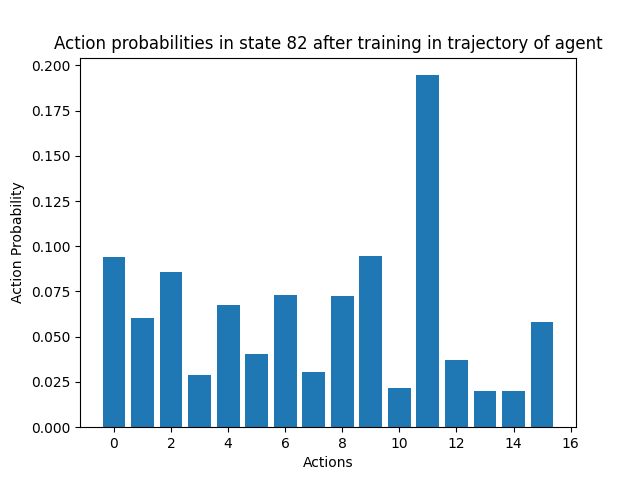 Action probabilities in state 82 after training in trajectory of agent
0.200
0.175
0.150
0.125
0.100
0.075
0.050
0.025
0.000
Action Probability
0 2 4 6 8 10 12 14 16
Actions